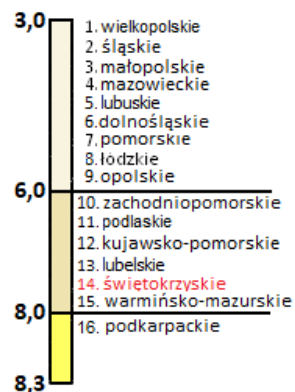 3,0
1. wielkopolskie
2. śląskie
3. małopolskie
4. mazowieckie
5. lubuskie
6. dolnośląskie
7. pomorskie
8. łódzkie
9. opolskie
6,0
10. zachodniopomorskie
11. podlaskie
12. kujawsko-pomorskie
13. lubelskie
14. świętokrzyskie
15. warmińsko-mazurskie
8,0
16. podkarpackie
8,3